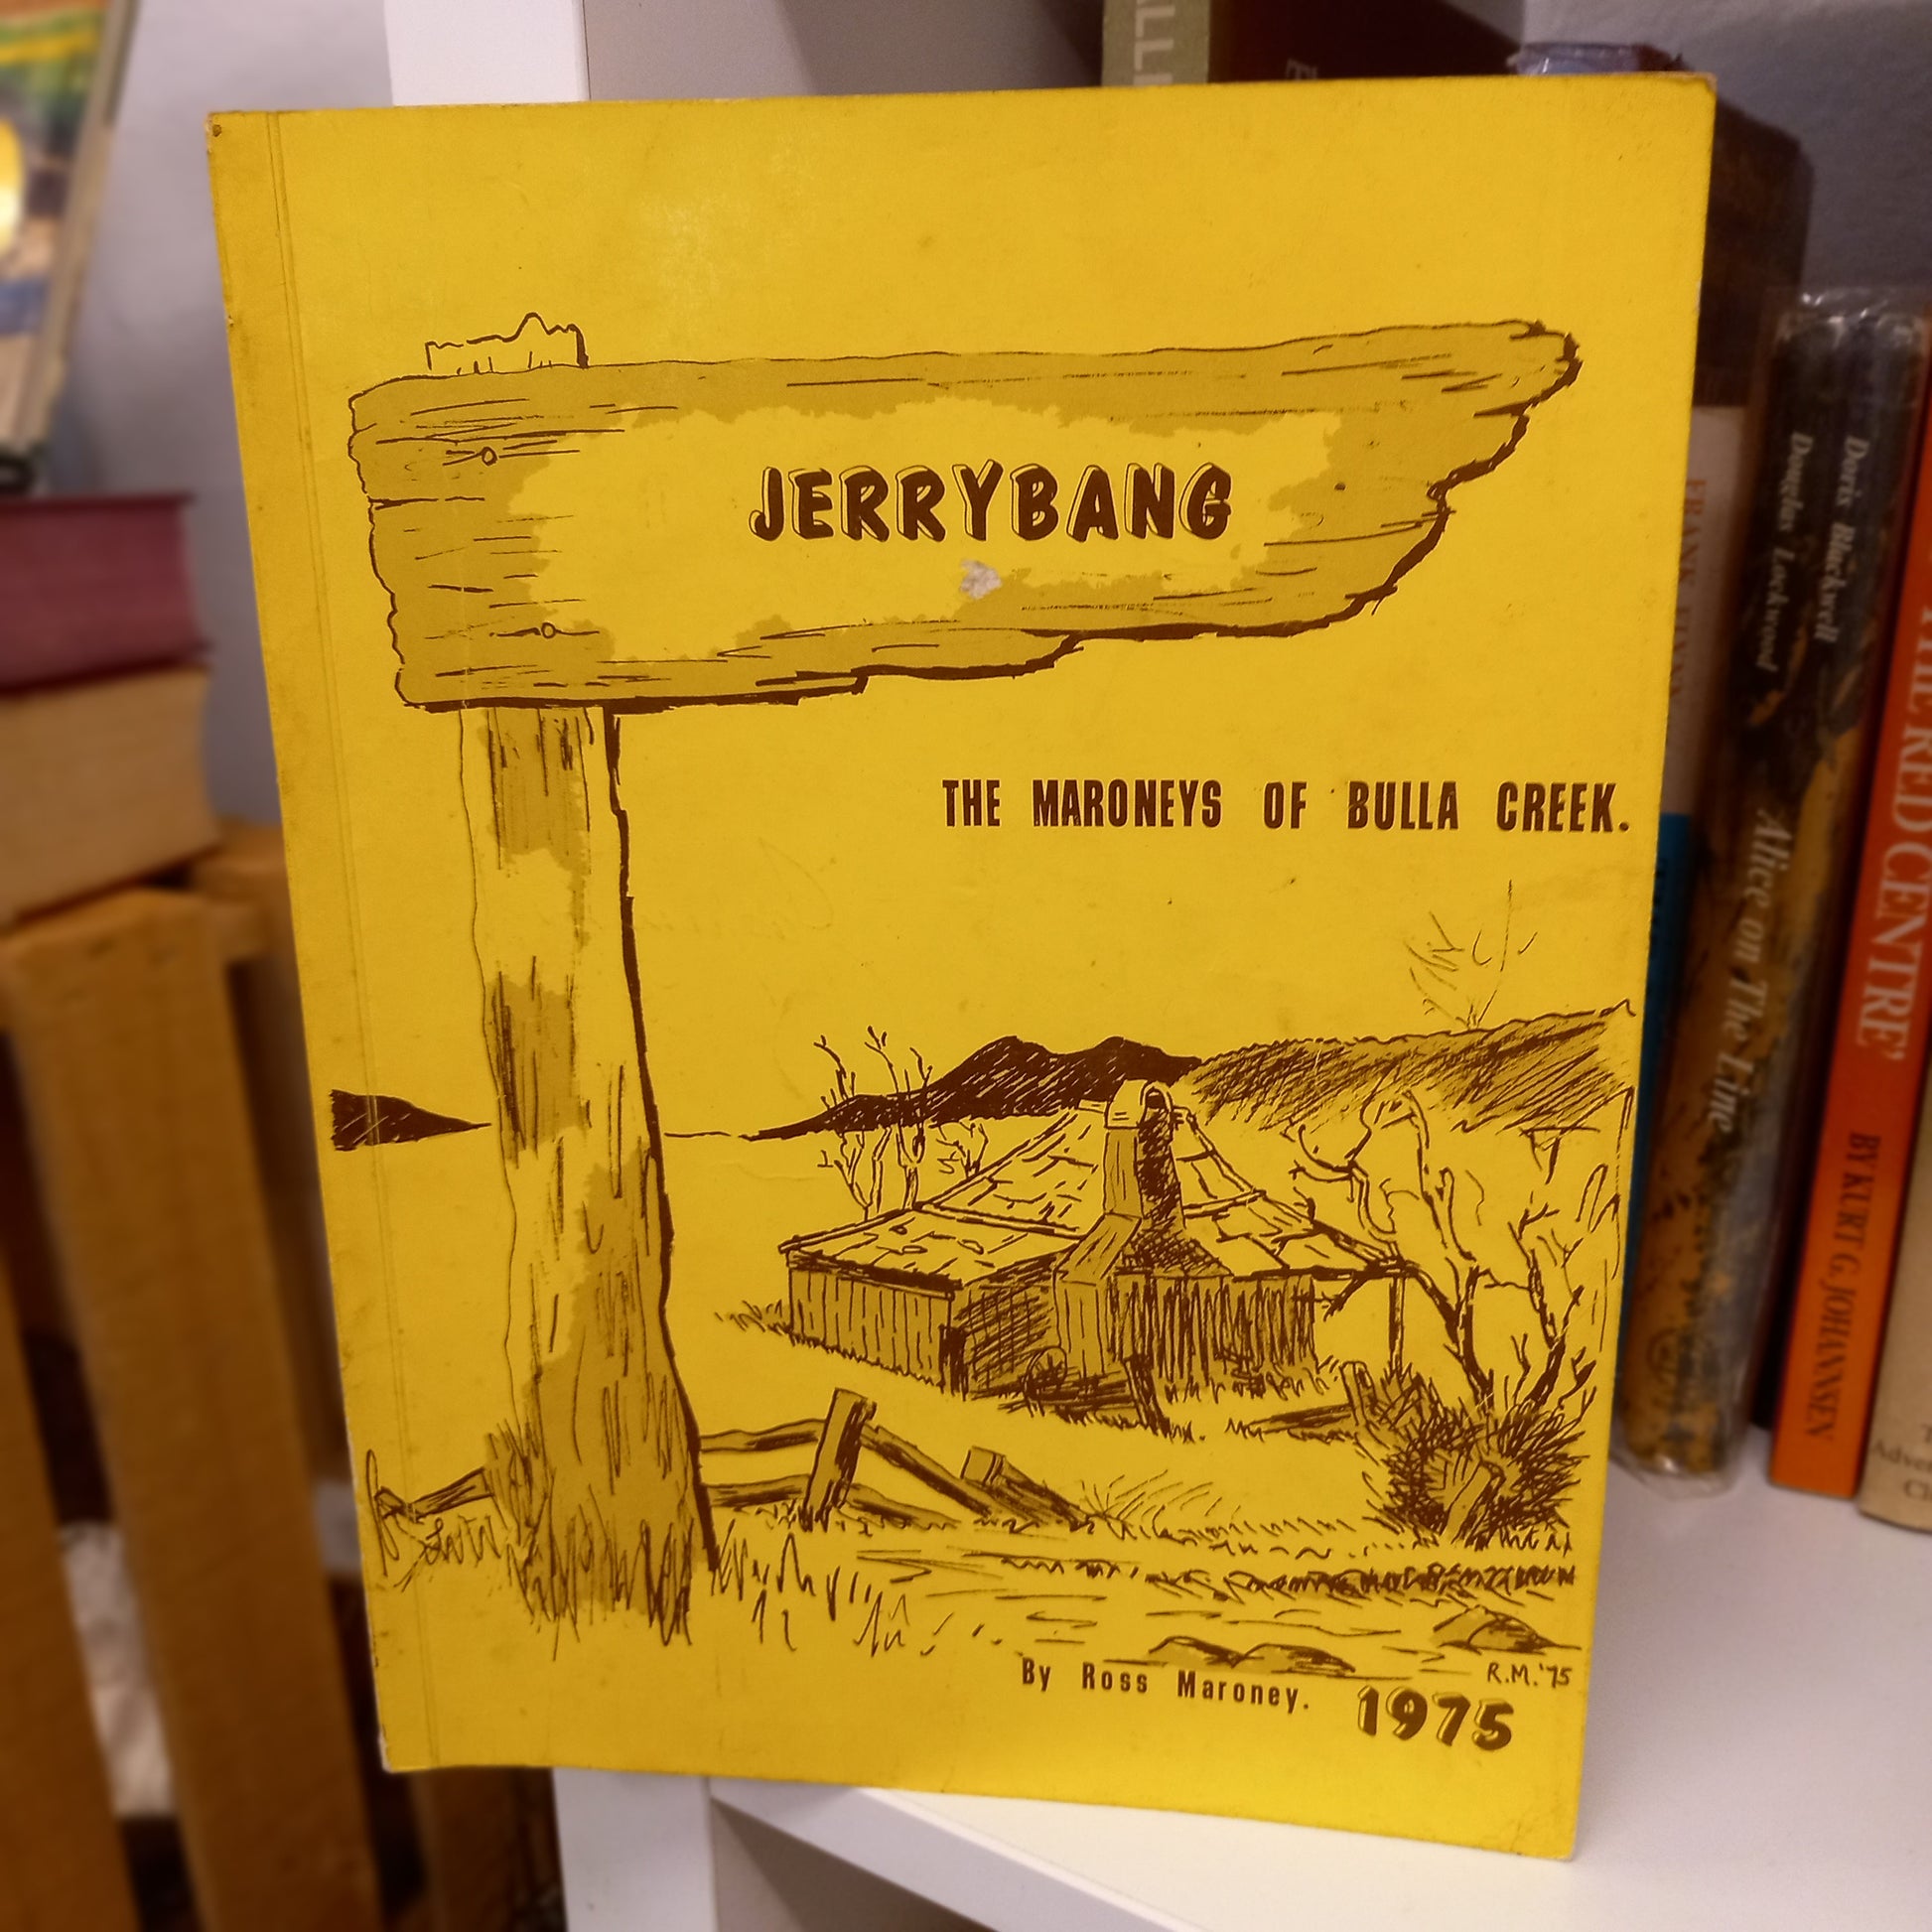 JERRYBANG
THE MARONEYS OF BULLA CREEK.
R.M.'75
By Ross Maroney.
1975
Doris Blackwell
Douglas Lockwood
Alice on The Line
THE RED CENTRE'
BY KURT G. JOHANNSEN